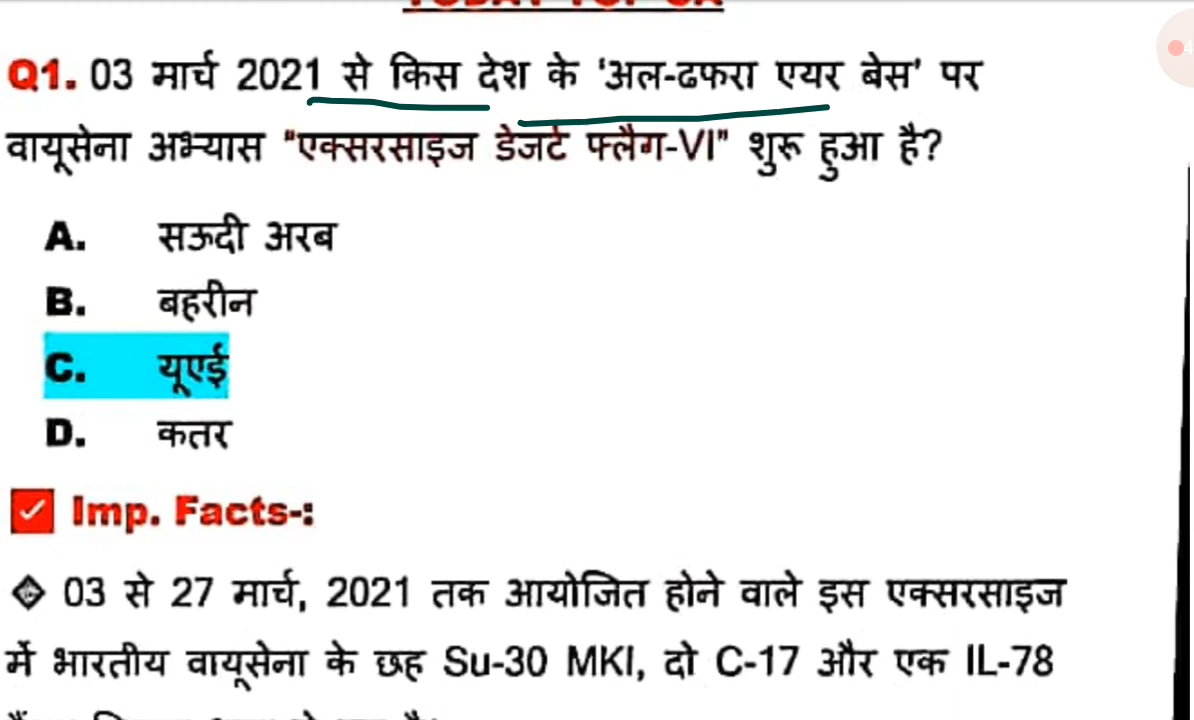 Q1. 03 मार्च 2021 से किस देश के 'अल-ढफरा एयर बेस' पर
वायूसेना अभ्यास "एक्सरसाइज डेजर्ट फ्लैग-VI" शुरू हुआ है?
A. सऊदी अरब
B. बहरीन
C. यूएई
D. कतर
Imp. Facts-:
03 से 27 मार्च, 2021 तक आयोजित होने वाले इस एक्सरसाइज
में भारतीय वायूसेना के छह Su-30 MKI, दो C-17 और एक IL-78